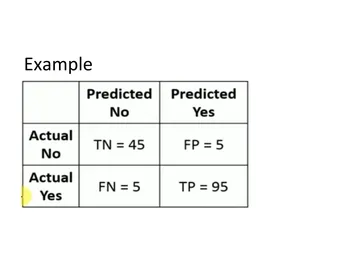 Example
Predicted No Predicted Yes
Actual No TN = 45 FP = 5
Actual Yes FN = 5 TP = 95